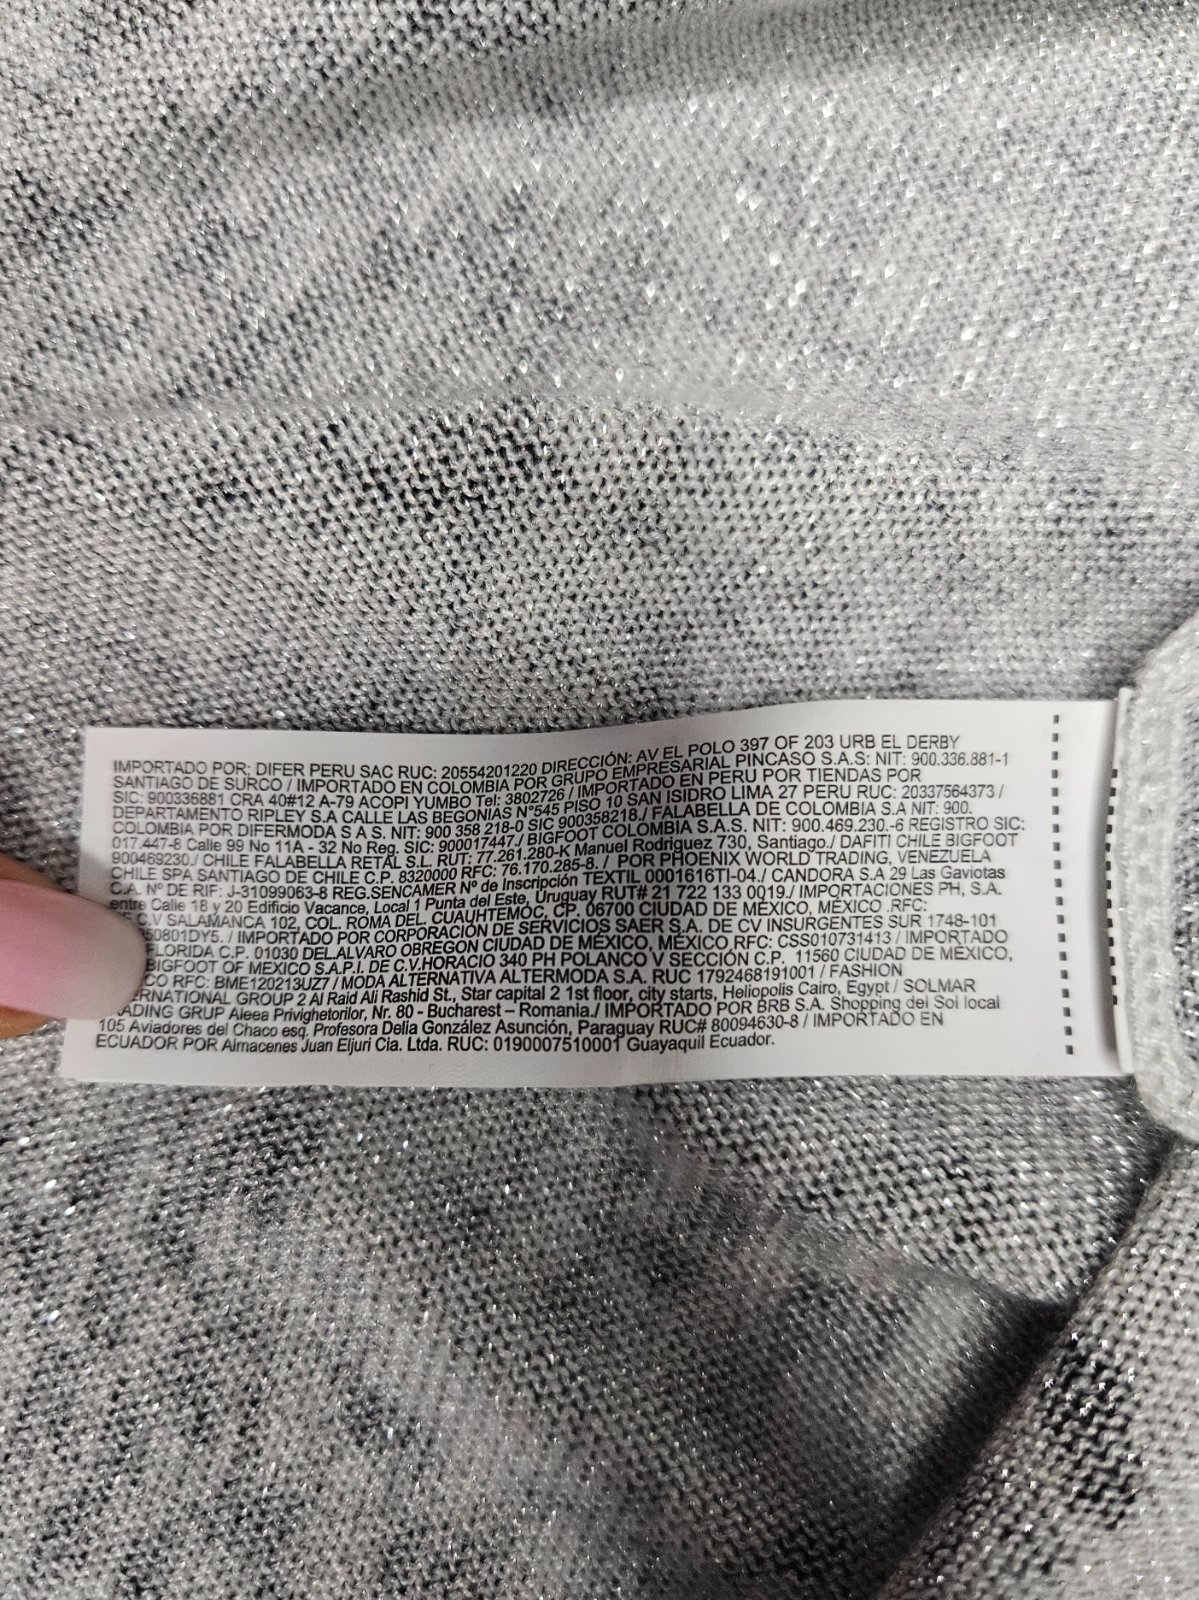 IMPORTADO POR: DIFER PERU SAC RUC: 20554201220 DIRECCIÓN: AV EL POLO 397 OF 203 URB EL DERBY
SANTIAGO DE SURCO / IMPORTADO EN COLOMBIA POR GRUPO EMPRESARIAL PINCASO S.A.S: NIT: 900.336.881-1
SIC: 900336881 CRA 40#12 A-79 ACOPI YUMBO Tel: 3802726 / IMPORTADO EN PERU POR TIENDAS POR
DEPARTAMENTO RIPLEY S.A CALLE LAS BEGONIAS N°545 PISO 10 SAN ISIDRO LIMA 27 PERU RUC: 20337564373 /
COLOMBIA POR DIFERMODA S A S. NIT: 900 358 218-0 SIC 900358218./ FALABELLA DE COLOMBIA S.A NIT: 900.
017.447-8 Calle 99 No 11A - 32 No Reg. SIC: 900017447./ BIGFOOT COLOMBIA S.A.S. NIT: 900.469.230.-6 REGISTRO SIC:
900469230./ CHILE FALABELLA RETAL S.L. RUT: 77.261.280-K Manuel Rodriguez 730, Santiago./ DAFITI CHILE BIGFOOT
CHILE SPA SANTIAGO DE CHILE C.P. 8320000 RFC: 76.170.285-8. / POR PHOENIX WORLD TRADING, VENEZUELA
C.A. Nº DE RIF: J-31099063-8 REG.SENCAMER Nº de Inscripción TEXTIL 0001616TI-04./ CANDORA S.A 29 Las Gaviotas
entre Calle 18 y 20 Edificio Vacance, Local 1 Punta del Este, Uruguay RUT# 21 722 133 0019./ IMPORTACIONES PH, S.A.
C.V SALAMANCA 102, COL. ROMA DEL. CUAUHTEMOC, CP. 06700 CIUDAD DE MÉXICO, MÉXICO .RFC:
50801DY5. / IMPORTADO POR CORPORACIÓN DE SERVICIOS SAER S.A. DE CV INSURGENTES SUR 1748-101
FLORIDA C.P. 01030 DEL.ALVARO OBREGON CIUDAD DE MÉXICO, MÉXICO RFC: CSS010731413 / IMPORTADO
BIGFOOT OF MEXICO S.A.P.I. DE C.V.HORACIO 340 PH POLANCO V SECCIÓN C.P. 11560 CIUDAD DE MÉXICO,
CO RFC: BME120213UZ7 / MODA ALTERNATIVA ALTERMODA S.A. RUC 1792468191001 / FASHION
ERNATIONAL GROUP 2 Al Raid Ali Rashid St., Star capital 2 1st floor, city starts, Heliopolis Cairo, Egypt / SOLMAR
ADING GRUP Aleea Privighetorilor, Nr. 80 - Bucharest – Romania./ IMPORTADO POR BRB S.A. Shopping del Sol local
105 Aviadores del Chaco esq. Profesora Delia González Asunción, Paraguay RUC# 80094630-8 / IMPORTADO EN
ECUADOR POR Almacenes Juan Eljuri Cia. Ltda. RUC: 0190007510001 Guayaquil Ecuador.